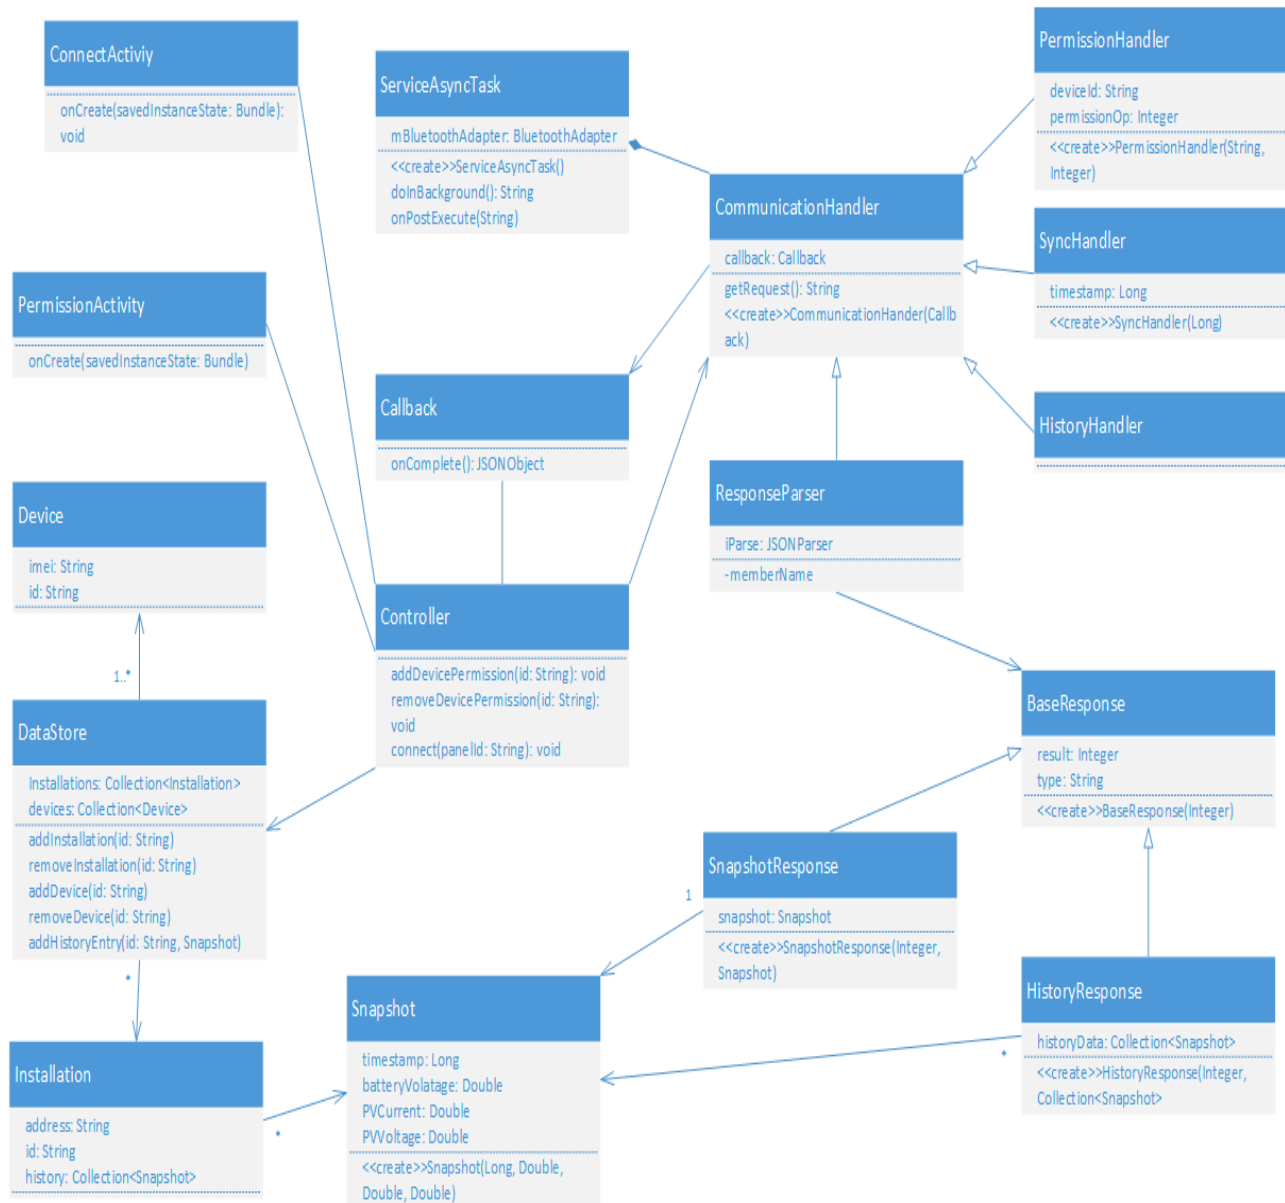 ConnectActiviy
onCreate(savedInstanceState: Bundle):
void
ServiceAsyncTask
mBluetoothAdapter: BluetoothAdapter
<<create>>ServiceAsyncTask()
doInBackground(): String
onPostExecute(String)
PermissionHandler
deviceId: String
permissionOp: Integer
<<create>>PermissionHandler(String,
Integer)
CommunicationHandler
callback: Callback
getRequest(): String
<<create>>CommunicationHander(Callb
ack)
SyncHandler
timestamp: Long
<<create>>SyncHandler(Long)
PermissionActivity
onCreate(savedInstanceState: Bundle)
Callback
onComplete(): JSONObject
HistoryHandler
ResponseParser
iParse: JSONParser
-memberName
Device
imei: String
id: String
1..*
Controller
addDevicePermission(id: String): void
removeDevicePermission(id: String):
void
connect(panelId: String): void
DataStore
Installations: Collection<Installation>
devices: Collection<Device>
addInstallation(id: String)
removeInstallation(id: String)
addDevice(id: String)
removeDevice(id: String)
addHistoryEntry(id: String, Snapshot)
*
BaseResponse
result: Integer
type: String
<<create>>BaseResponse(Integer)
SnapshotResponse
1
snapshot: Snapshot
<<create>>SnapshotResponse(Integer,
Snapshot)
HistoryResponse
historyData: Collection<Snapshot>
*
<<create>>HistoryResponse(Integer,
Collection<Snapshot>
Snapshot
timestamp: Long
batteryVolatage: Double
PVCurrent: Double
PVVoltage: Double
<<create>>Snapshot(Long, Double,
Double, Double)
Installation
address: String
id: String
history: Collection<Snapshot>
*